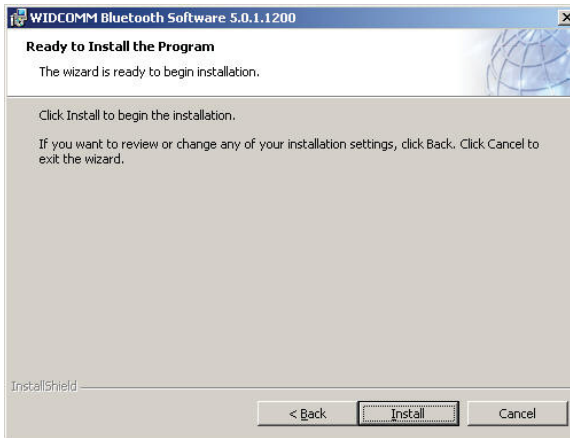 WIDCOMM Bluetooth Software 5.0.1.1200
Ready to Install the Program
The wizard is ready to begin installation.
Click Install to begin the installation.
If you want to review or change any of your installation settings, click Back. Click Cancel to
exit the wizard.
InstallShield
< Back
Install
Cancel